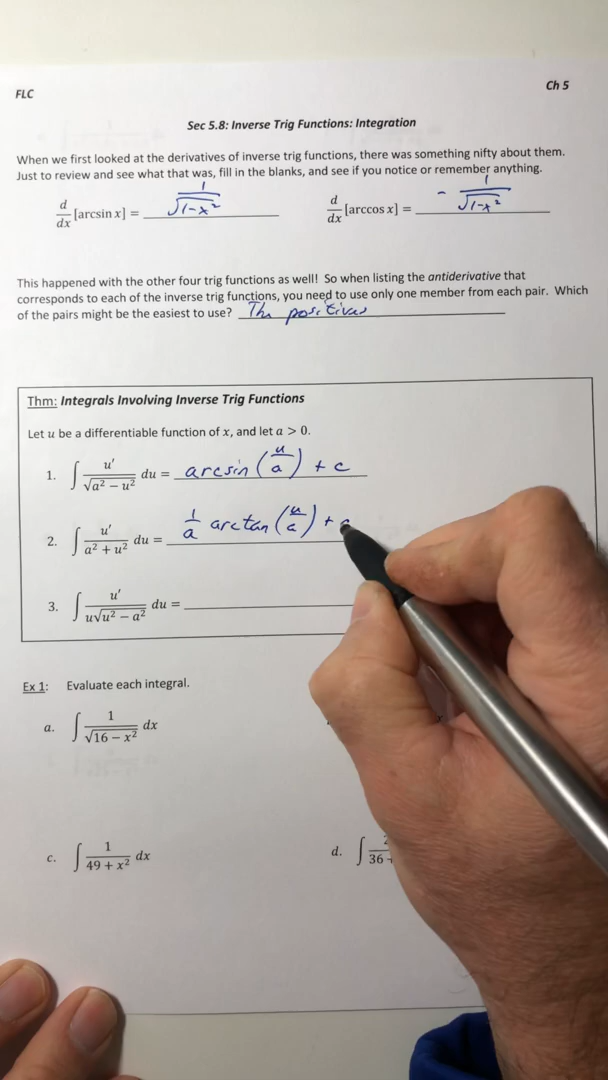 FLC
Ch 5
Sec 5.8: Inverse Trig Functions: Integration
When we first looked at the derivatives of inverse trig functions, there was something nifty about them.
Just to review and see what that was, fill in the blanks, and see if you notice or remember anything.
d/dx [arcsin x] = 1/√(1-x²)
d/dx [arccos x] = - 1/√(1-x²)
This happened with the other four trig functions as well! So when listing the antiderivative that
corresponds to each of the inverse trig functions, you need to use only one member from each pair. Which
of the pairs might be the easiest to use? The positives
Thm: Integrals Involving Inverse Trig Functions
Let u be a differentiable function of x, and let a > 0.
1. ∫ u'/√(a² − u²) du = arcsin (u/a) + c
2. ∫ u'/(a² + u²) du = 1/a arctan (u/a) + c
3. ∫ u'/(u√(u² − a²)) du =
Ex 1: Evaluate each integral.
a. ∫ 1/√(16 − x²) dx
c. ∫ 1/(49 + x²) dx
d. ∫ 2/36